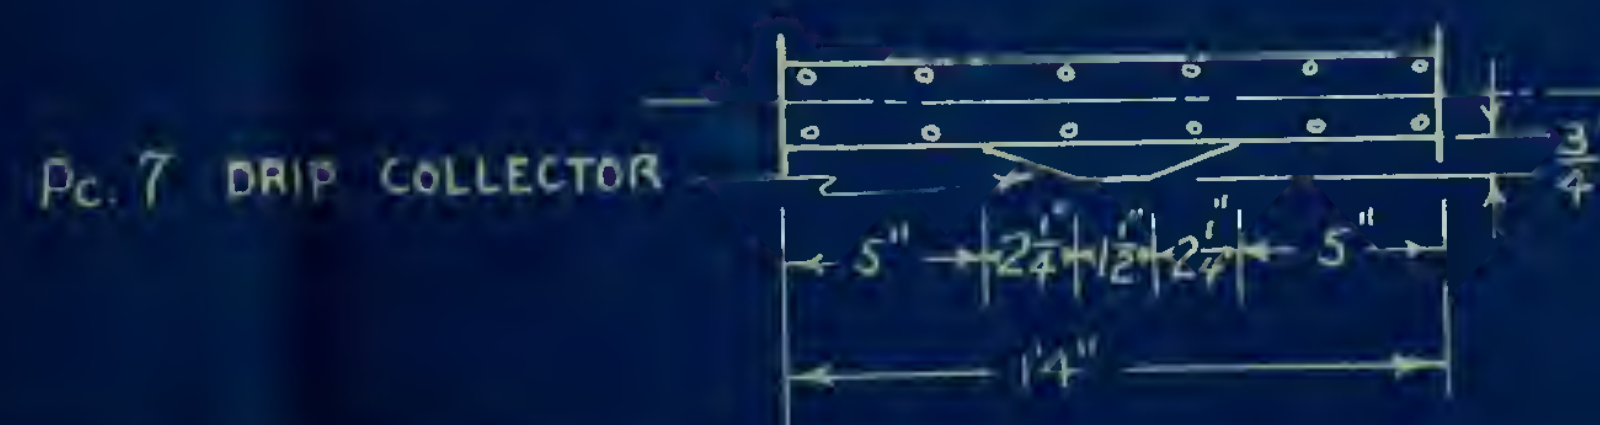 Pc. 7 DRIP COLLECTOR
3/4
5" 2 1/4" 1 1/2" 2 1/4" 5"
1'4"